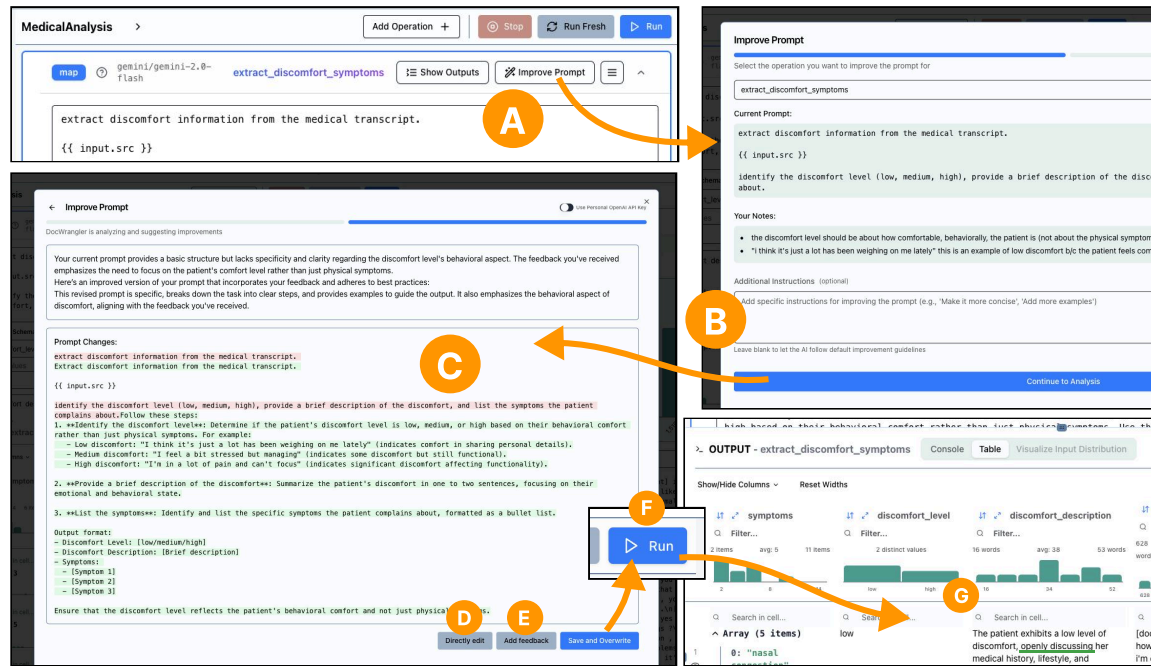 MedicalAnalysis >
Add Operation +
Stop
Run Fresh
Run
map
gemini/gemini-2.0-
flash
extract_discomfort_symptoms
Show Outputs
Improve Prompt
extract discomfort information from the medical transcript.
{{ input.src }}
A
Improve Prompt
Select the operation you want to improve the prompt for
extract_discomfort_symptoms
Current Prompt:
extract discomfort information from the medical transcript.
{{ input.src }}
identify the discomfort level (low, medium, high), provide a brief description of the disc
about.
Your Notes:
• the discomfort level should be about how comfortable, behaviorally, the patient is (not about the physical symptom
• "i think it's just a lot has been weighing on me lately" this is an example of low discomfort b/c the patient feels com
Additional Instructions (optional)
Add specific instructions for improving the prompt (e.g., 'Make it more concise', 'Add more examples')
Leave blank to let the AI follow default improvement guidelines
Continue to Analysis
B
Improve Prompt
Use Personal OpenAI API Key
DocWrangler is analyzing and suggesting improvements
Your current prompt provides a basic structure but lacks specificity and clarity regarding the discomfort level's behavioral aspect. The feedback you've received
emphasizes the need to focus on the patient's comfort level rather than just physical symptoms.
Here's an improved version of your prompt that incorporates your feedback and adheres to best practices:
This revised prompt is specific, breaks down the task into clear steps, and provides examples to guide the output. It also emphasizes the behavioral aspect of
discomfort, aligning with the feedback you've received.
Prompt Changes:
extract discomfort information from the medical transcript.
Extract discomfort information from the medical transcript.
{{ input.src }}
identify the discomfort level (low, medium, high), provide a brief description of the discomfort, and list the symptoms the patient
complains about.Follow these steps:
1. **Identify the discomfort level**: Determine if the patient's discomfort level is low, medium, or high based on their behavioral comfort
rather than just physical symptoms. For example:
- Low discomfort: "I think it's just a lot has been weighing on me lately" (indicates comfort in sharing personal details).
- Medium discomfort: "I feel a bit stressed but managing" (indicates some discomfort but still functional).
- High discomfort: "I'm in a lot of pain and can't focus" (indicates significant discomfort affecting functionality).
2. **Provide a brief description of the discomfort**: Summarize the patient's discomfort in one to two sentences, focusing on their
emotional and behavioral state.
3. **List the symptoms**: Identify and list the specific symptoms the patient complains about, formatted as a bullet list.
Output format:
- Discomfort Level: [low/medium/high]
- Discomfort Description: [Brief description]
- Symptoms:
- [Symptom 1]
- [Symptom 2]
- [Symptom 3]
Ensure that the discomfort level reflects the patient's behavioral comfort and not just physical
C
D
E
Directly edit
Add feedback
Save and Overwrite
F
Run
OUTPUT - extract_discomfort_symptoms
Console
Table
Visualize Input Distribution
Show/Hide Columns
Reset Widths
symptoms
discomfort_level
discomfort_description
Filter...
Filter...
Filter...
2 items avg: 5 11 items
2 distinct values
16 words avg: 38 53 words
628
word
low high
16 34 52
G
Search in cell...
Search in cell...
Array (5 items)
low
The patient exhibits a low level of
discomfort, openly discussing her
medical history, lifestyle, and
1
0: "nasal
[doc
how
i'm